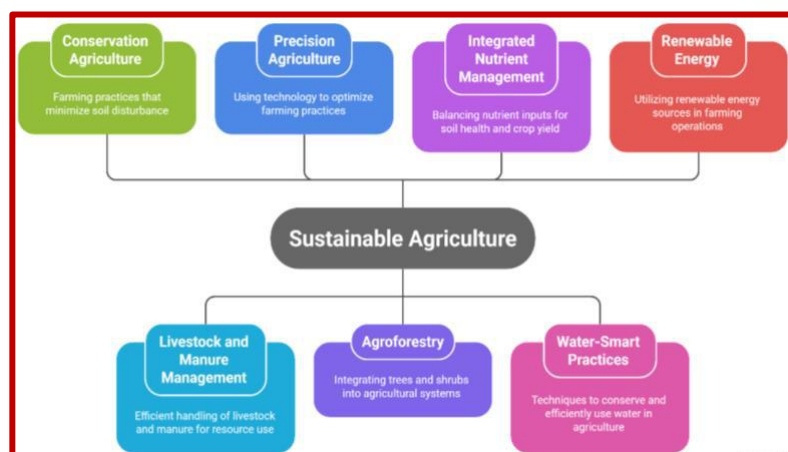 Conservation
Agriculture
Farming practices that
minimize soil disturbance
Precision
Agriculture
Using technology to optimize
farming practices
Integrated
Nutrient
Management
Balancing nutrient inputs for
soil health and crop yield
Renewable
Energy
Utilizing renewable energy
sources in farming
operations
Sustainable Agriculture
Livestock and
Manure
Management
Efficient handling of livestock
and manure for resource use
Agroforestry
Integrating trees and shrubs
into agricultural systems
Water-Smart
Practices
Techniques to conserve and
efficiently use water in
agriculture